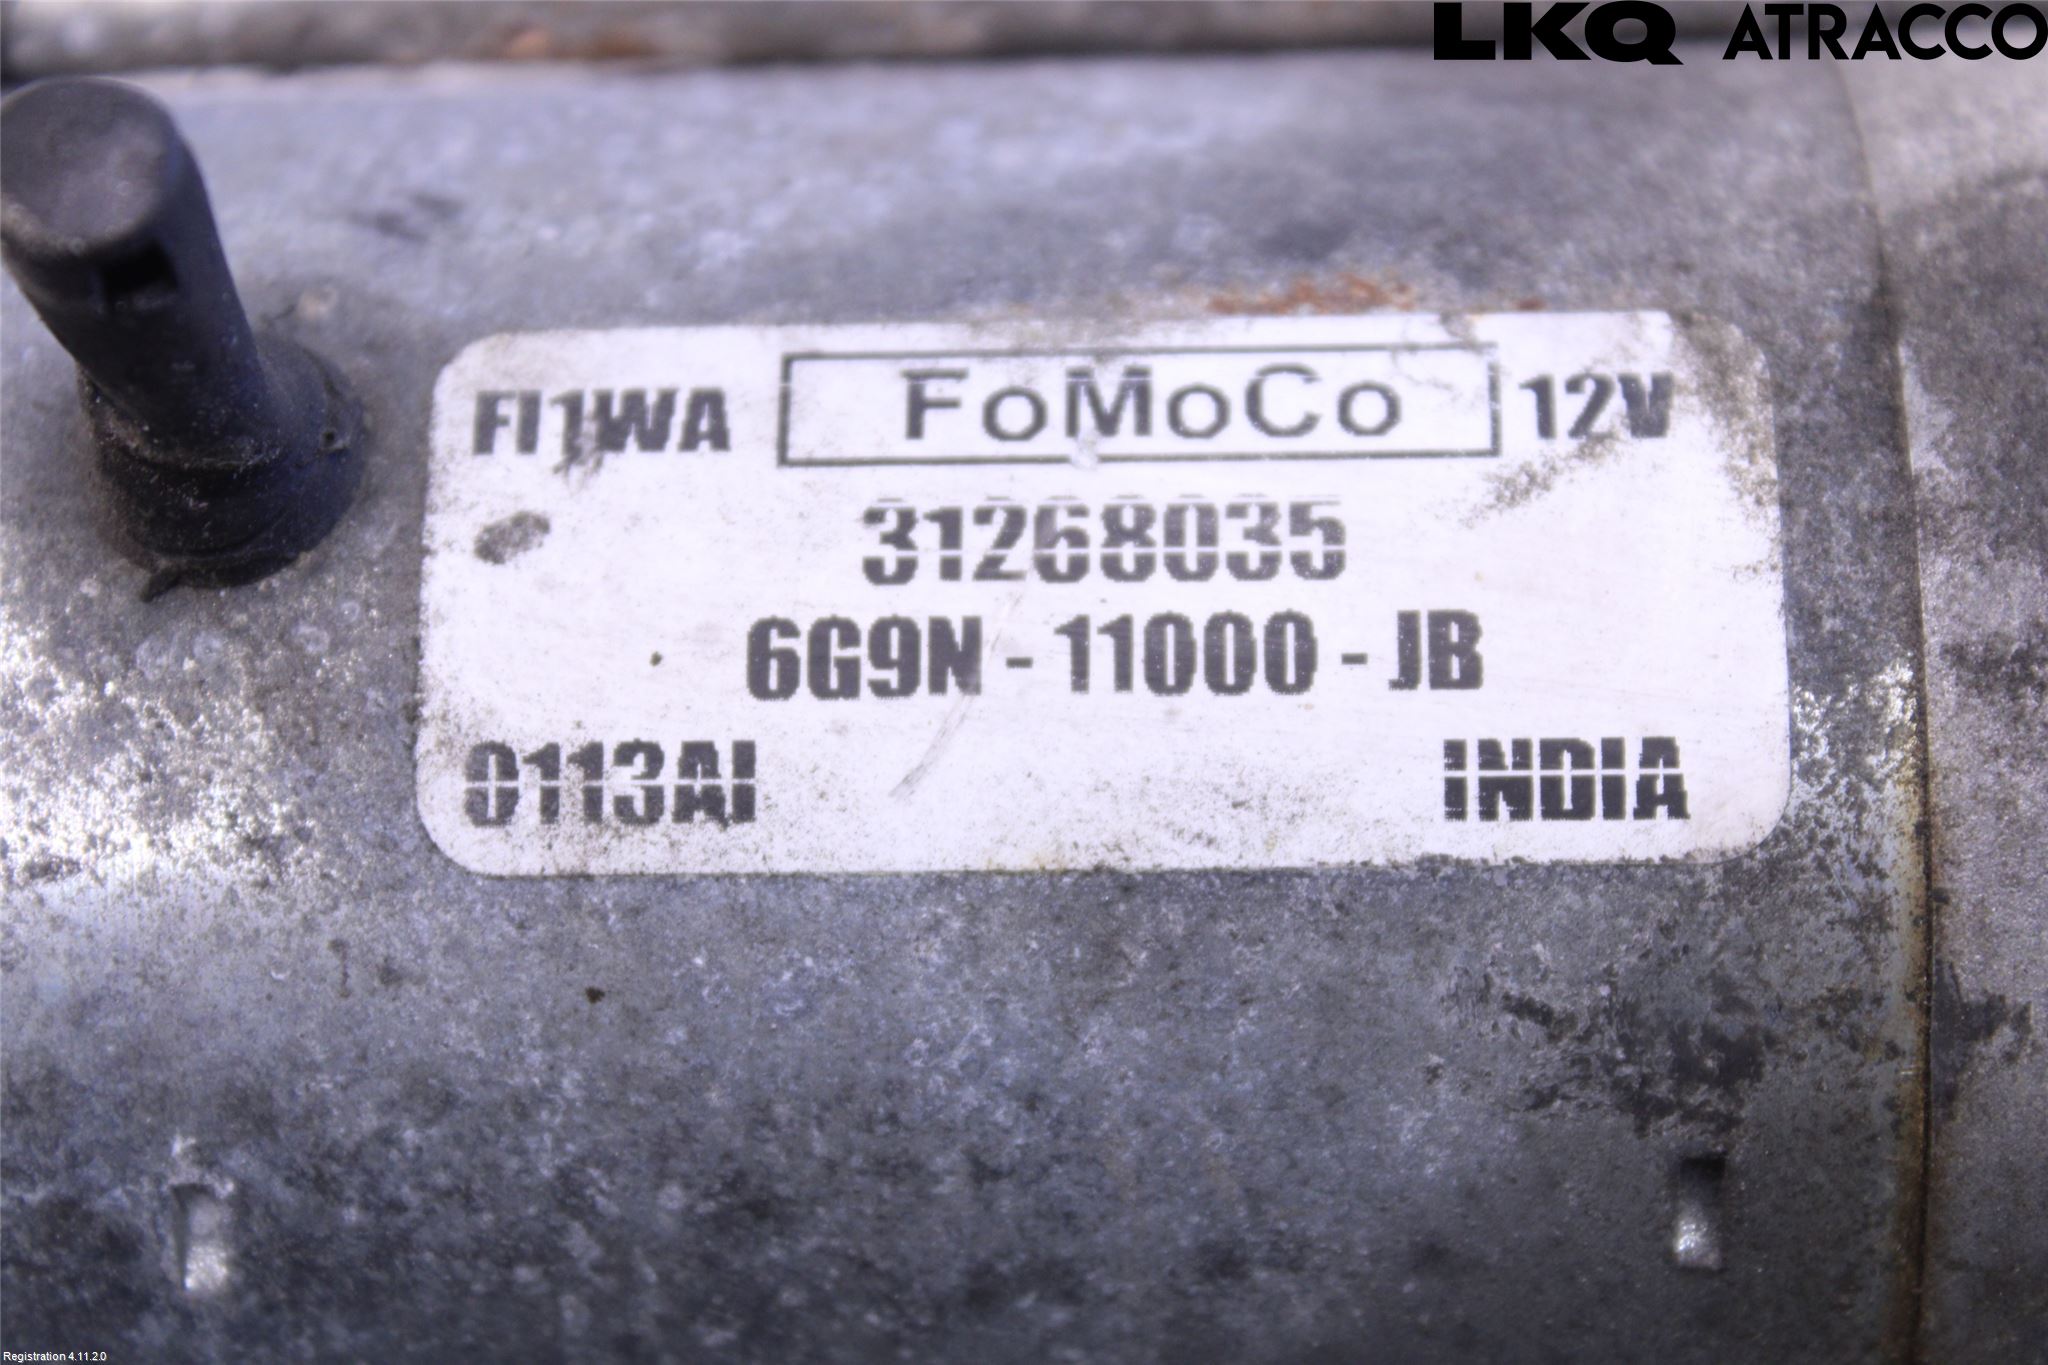 LKQ ATRACCO
FI1WA FoMoCo 12V
31268035
6G9N - 11000 - JB
0113AI INDIA
Registration 4.11.2.0